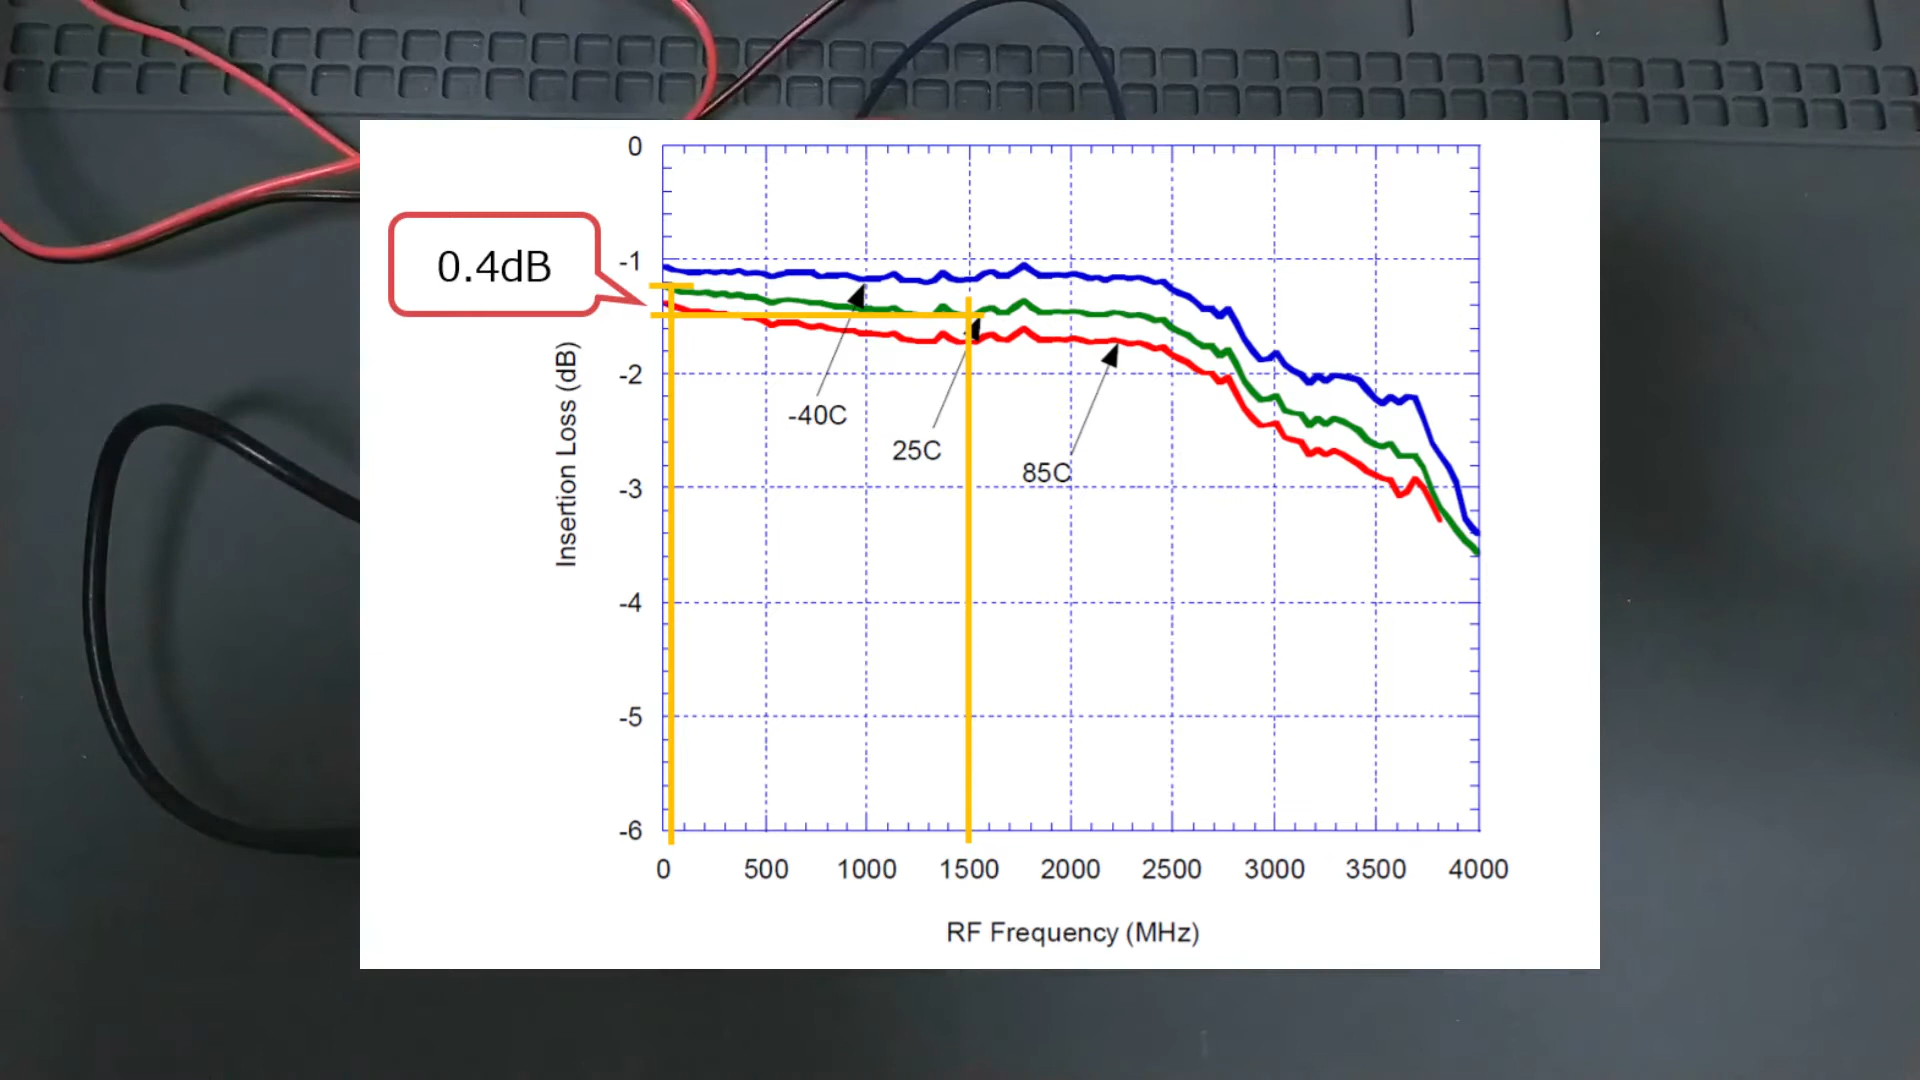 0
-1
0.4dB
-2
-3
-4
-5
-6
Insertion Loss (dB)
-40C
25C
85C
0 500 1000 1500 2000 2500 3000 3500 4000
RF Frequency (MHz)